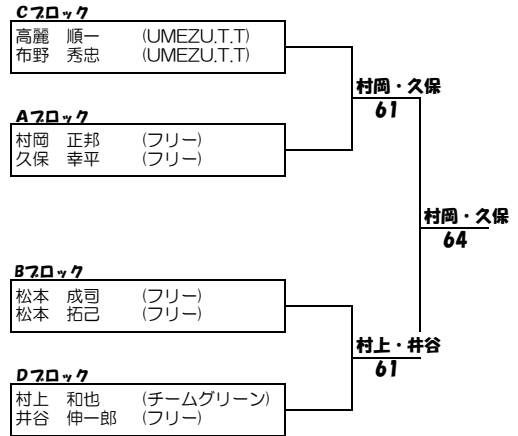 Cブロック
高麗　順一　(UMEZU.T.T)
布野　秀忠　(UMEZU.T.T)
村岡・久保
61
Aブロック
村岡　正邦　(フリー)
久保　幸平　(フリー)
村岡・久保
64
Bブロック
松本　成司　(フリー)
松本　拓己　(フリー)
村上・井谷
61
Dブロック
村上　和也　(チームグリーン)
井谷　伸一郎　(フリー)